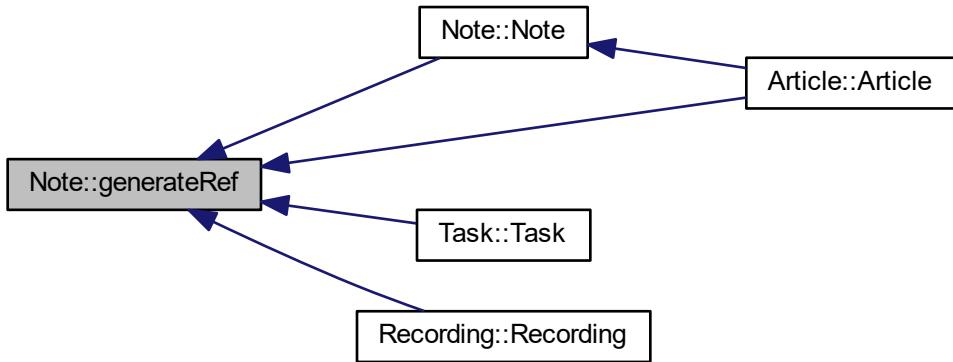 Note::Note
Article::Article
Note::generateRef
Task::Task
Recording::Recording